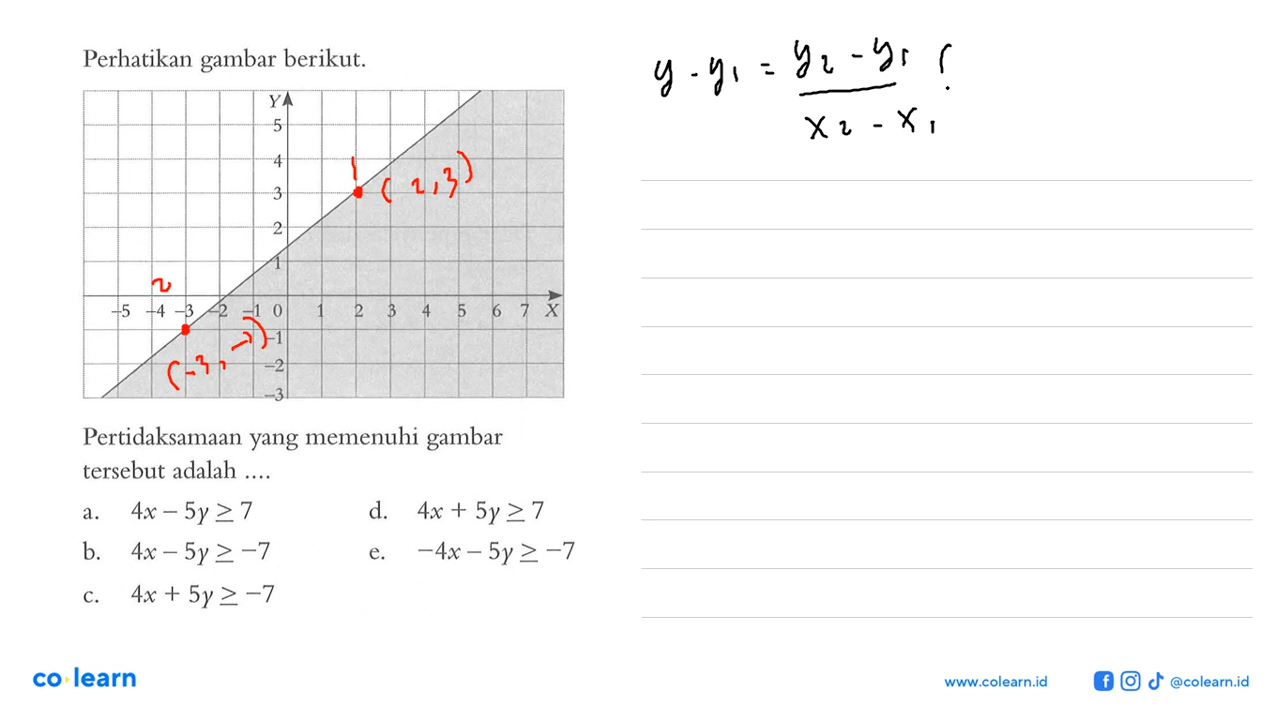 Perhatikan gambar berikut.
Y
5
4
3
2
1
-5 -4 -3 -2 -1 0 1 2 3 4 5 6 7 X
-1
-2
-3
1
(2,3)
2
(-3,-1)
Pertidaksamaan yang memenuhi gambar
tersebut adalah ....
a. 4x – 5y ≥ 7
b. 4x – 5y ≥ –7
c. 4x + 5y ≥ –7
d. 4x + 5y ≥ 7
e. –4x – 5y ≥ –7
y - y1 = y2 - y1 (
x2 - x1
co learn
www.colearn.id
@colearn.id